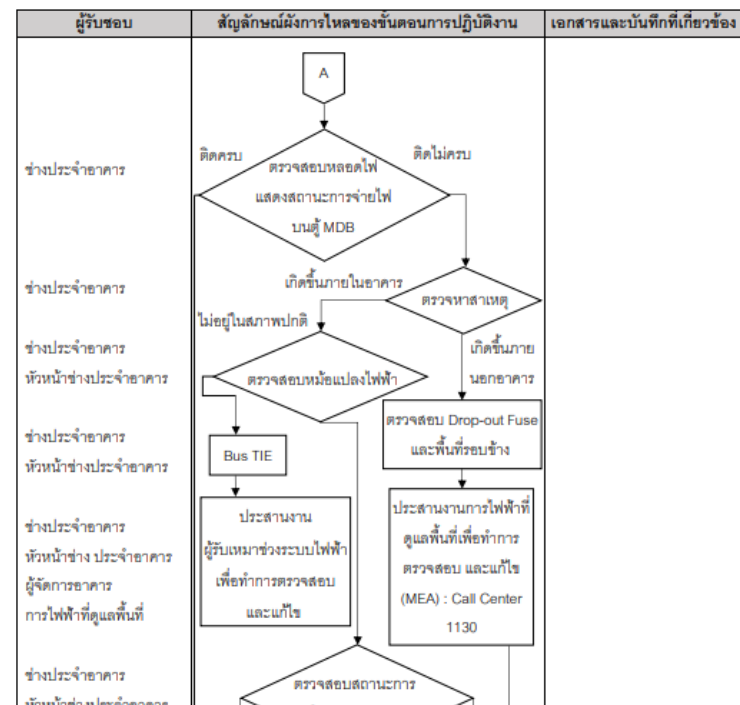 ผู้รับชอบ
สัญลักษณ์ผังการไหลของขั้นตอนการปฏิบัติงาน
เอกสารและบันทึกที่เกี่ยวข้อง
A
ช่างประจำอาคาร
ติดครบ
ติดไม่ครบ
ตรวจสอบหลอดไฟ
แสดงสถานะการจ่ายไฟ
บนตู้ MDB
ช่างประจำอาคาร
เกิดขึ้นภายในอาคาร
ตรวจหาสาเหตุ
ช่างประจำอาคาร
หัวหน้าช่างประจำอาคาร
ไม่อยู่ในสภาพปกติ
ตรวจสอบหม้อแปลงไฟฟ้า
เกิดขึ้นภาย
นอกอาคาร
ช่างประจำอาคาร
หัวหน้าช่างประจำอาคาร
Bus TIE
ตรวจสอบ Drop-out Fuse
และพื้นที่รอบข้าง
ช่างประจำอาคาร
หัวหน้าช่าง ประจำอาคาร
ผู้จัดการอาคาร
การไฟฟ้าที่ดูแลพื้นที่
ประสานงาน
ผู้รับเหมาช่วงระบบไฟฟ้า
เพื่อทำการตรวจสอบ
และแก้ไข
ประสานงานการไฟฟ้าที่
ดูแลพื้นที่เพื่อทำการ
ตรวจสอบ และแก้ไข
(MEA) : Call Center
1130
ช่างประจำอาคาร
หัวหน้าช่างประจำอาคาร
ตรวจสอบสถานะการ